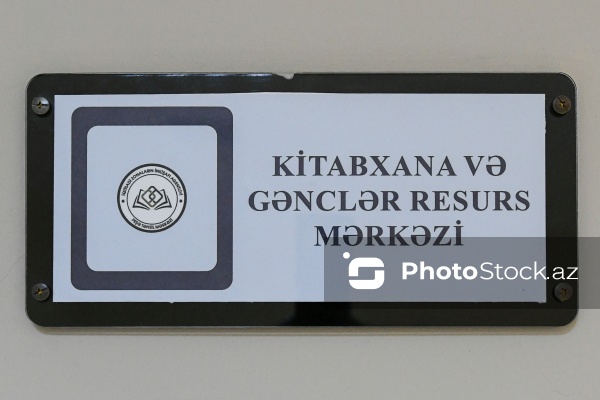 KİTABXANA VƏ
GƏNCLƏR RESURS
MƏRKƏZİ
PhotoStock.az